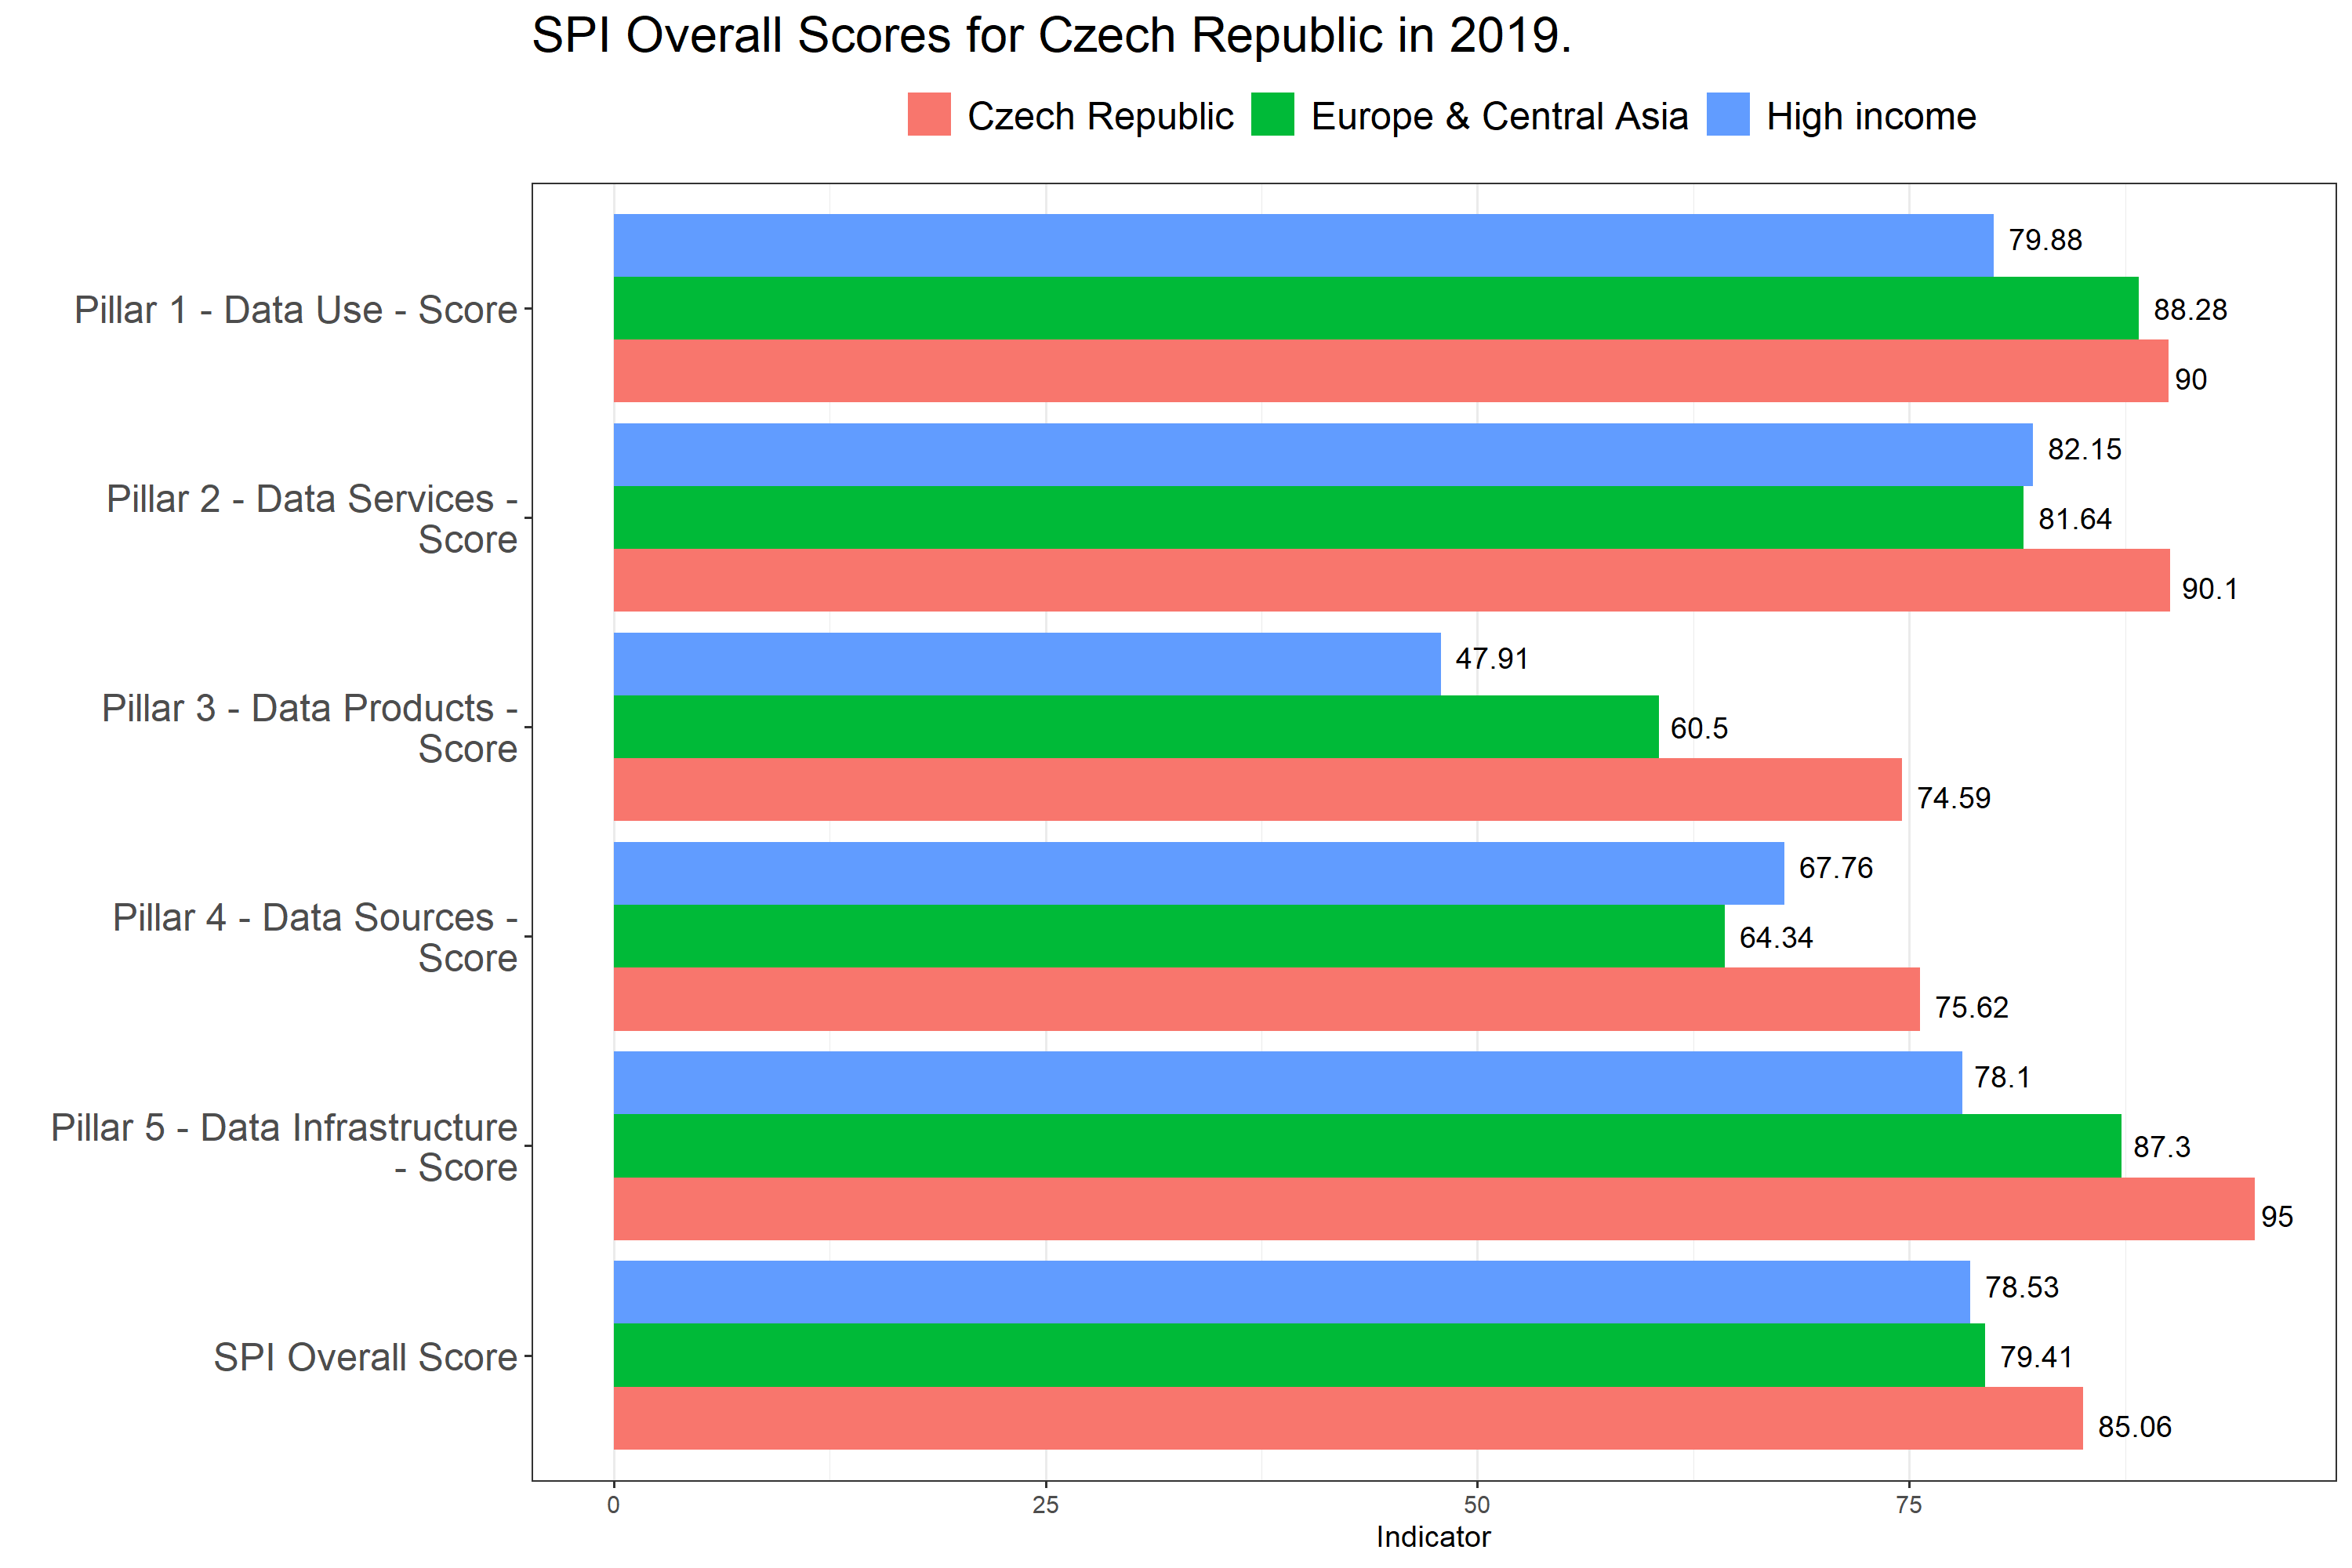 SPI Overall Scores for Czech Republic in 2019.
Czech Republic Europe & Central Asia High income
79.88
Pillar 1 - Data Use - Score
88.28
90
82.15
Pillar 2 - Data Services -
Score
81.64
90.1
47.91
Pillar 3 - Data Products -
Score
60.5
74.59
67.76
Pillar 4 - Data Sources -
Score
64.34
75.62
78.1
Pillar 5 - Data Infrastructure
- Score
87.3
95
78.53
SPI Overall Score
79.41
85.06
0 25 50 75
Indicator